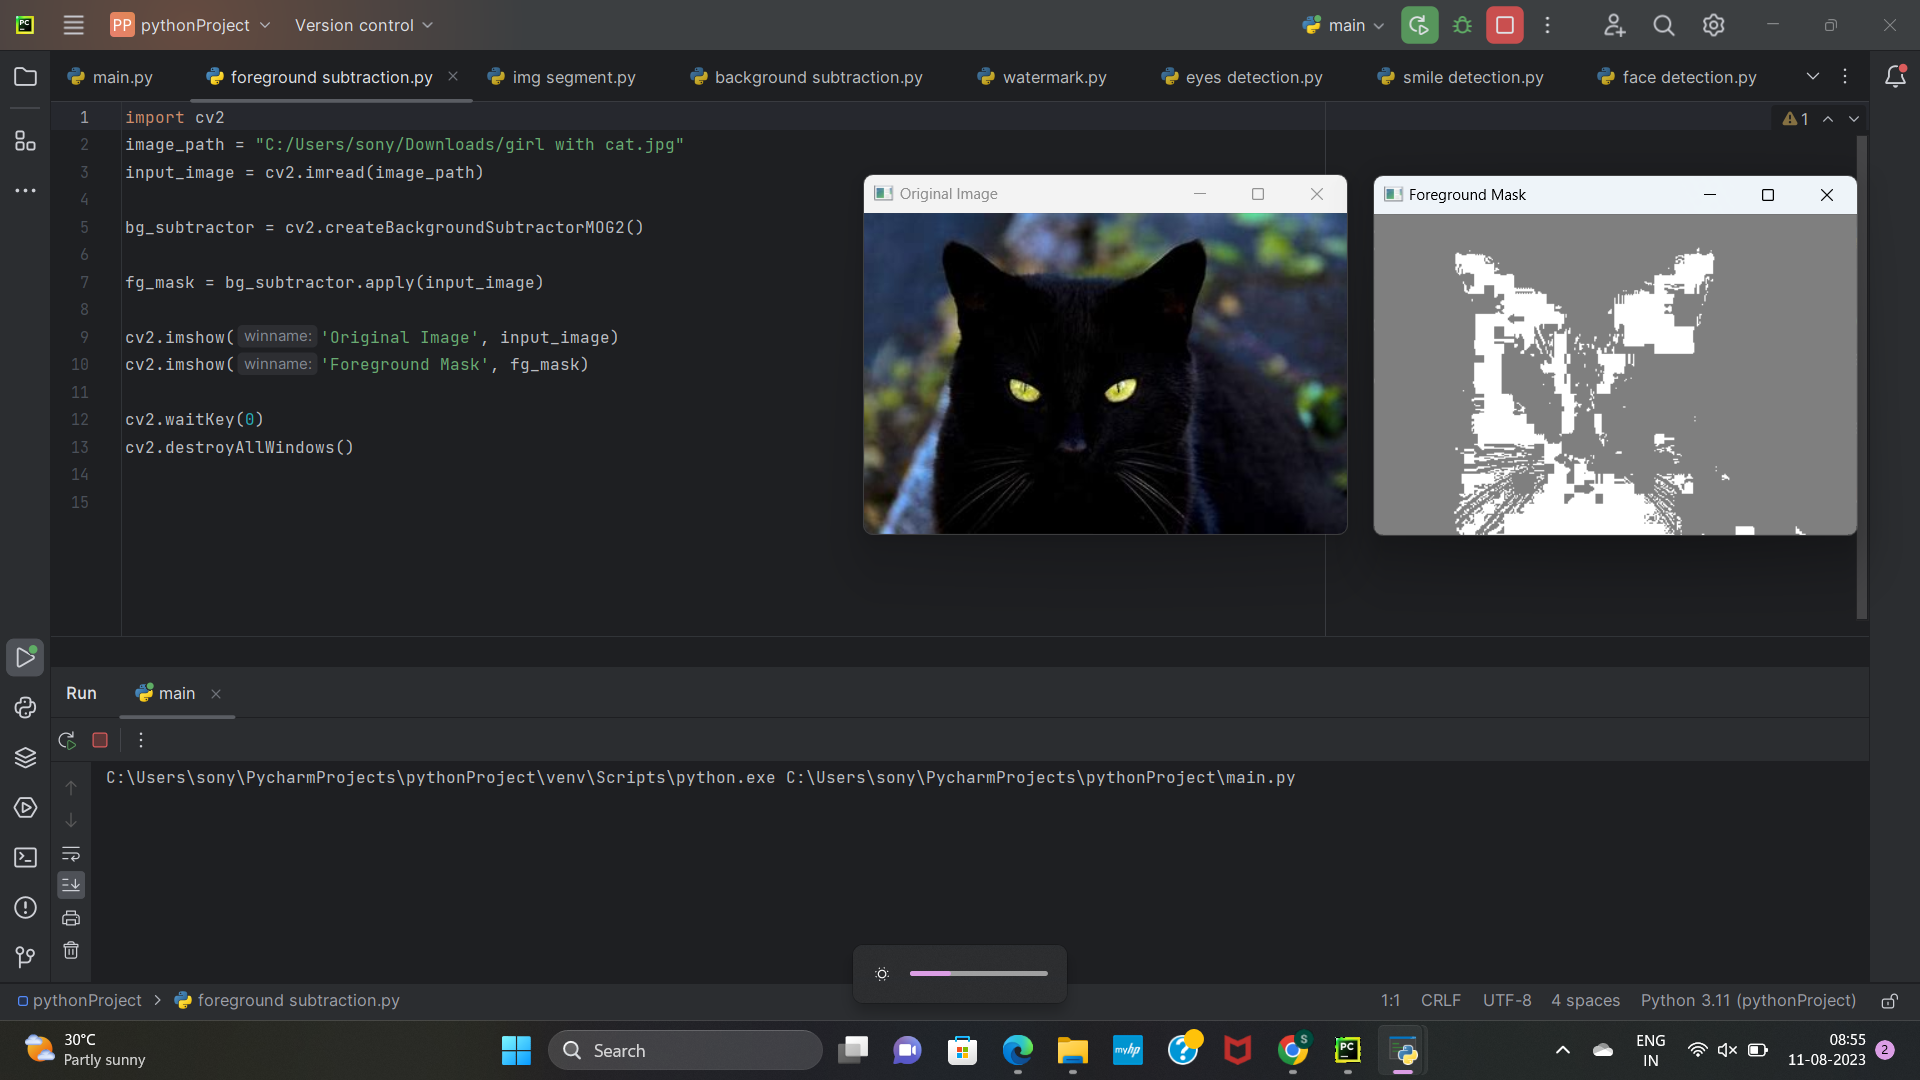 PC
PP pythonProject Version control main
main.py foreground subtraction.py img segment.py background subtraction.py watermark.py eyes detection.py smile detection.py face detection.py
1 import cv2
1
2 image_path = "C:/Users/sony/Downloads/girl with cat.jpg"
3 input_image = cv2.imread(image_path)
4
5 bg_subtractor = cv2.createBackgroundSubtractorMOG2()
6
7 fg_mask = bg_subtractor.apply(input_image)
8
9 cv2.imshow( winname: 'Original Image', input_image)
10 cv2.imshow( winname: 'Foreground Mask', fg_mask)
11
12 cv2.waitKey(0)
13 cv2.destroyAllWindows()
14
15
Original Image
Foreground Mask
Run main
C:\Users\sony\PycharmProjects\pythonProject\venv\Scripts\python.exe C:\Users\sony\PycharmProjects\pythonProject\main.py
pythonProject > foreground subtraction.py 1:1 CRLF UTF-8 4 spaces Python 3.11 (pythonProject)
30°C
Partly sunny
Search
myhp
?
S
PC
ENG
IN
08:55
11-08-2023
2